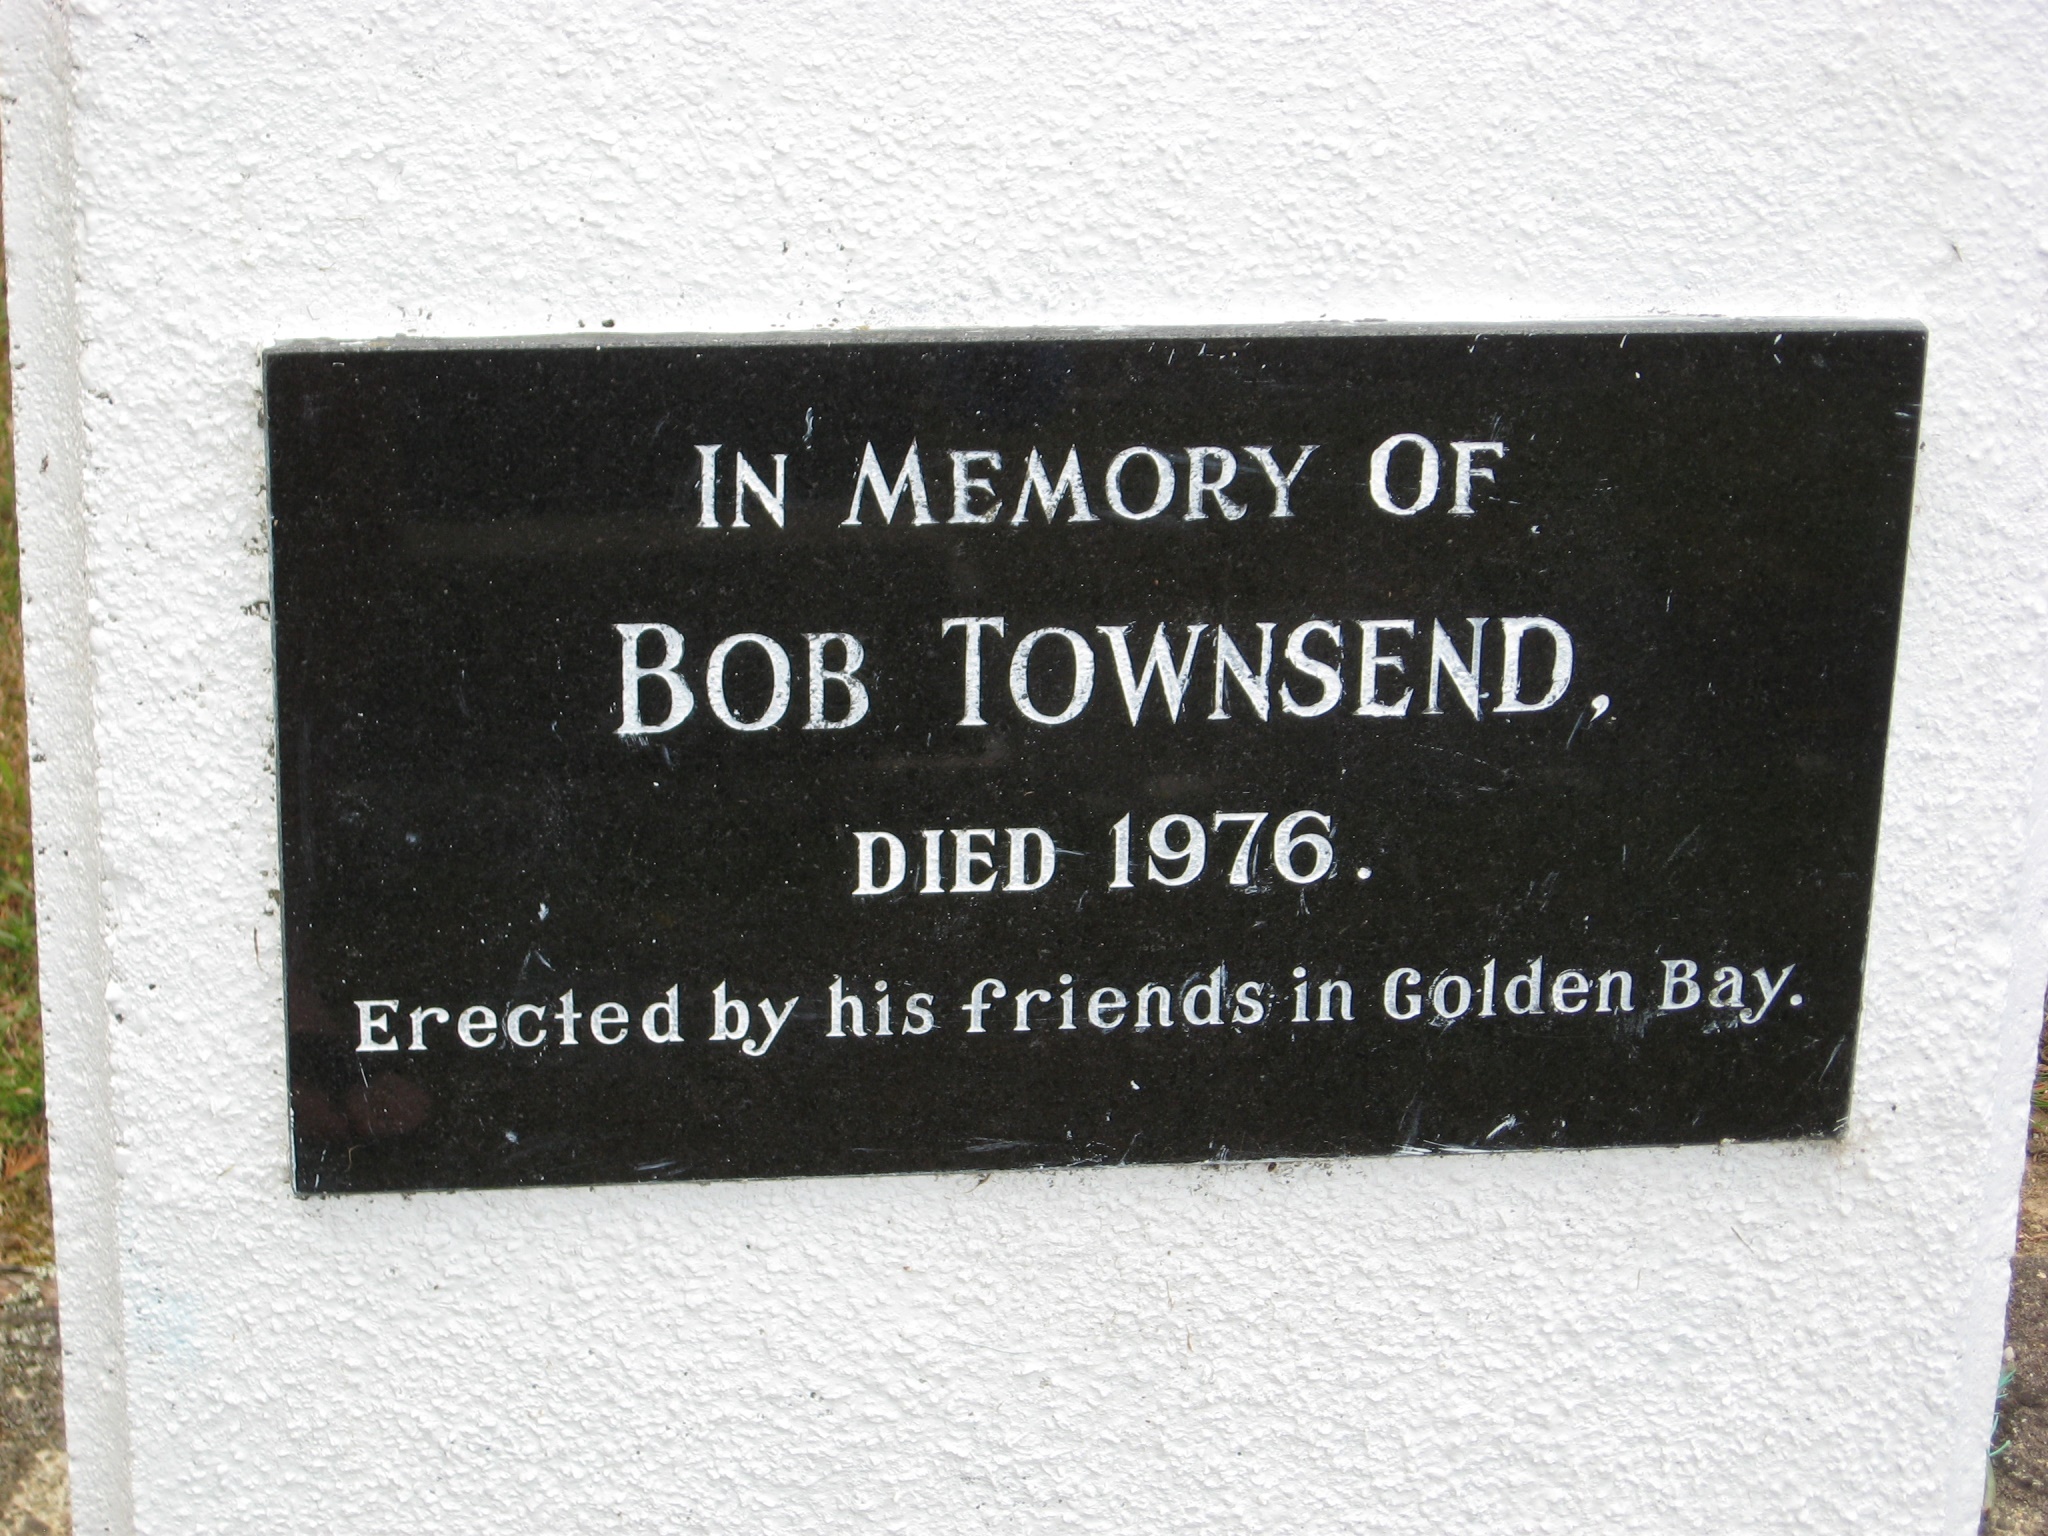 IN MEMORY OF
BOB TOWNSEND,
DIED 1976.
Erected by his friends in Golden Bay.